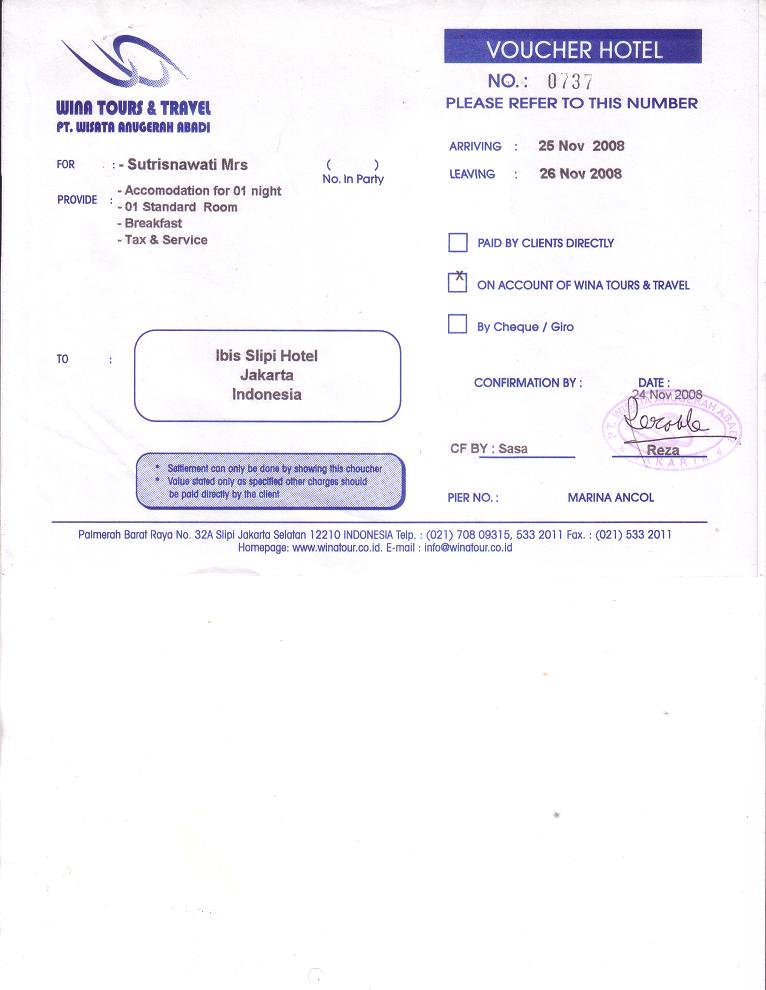 WINA TOURS & TRAVEL
PT. WISATA ANUGERAH ABADI
VOUCHER HOTEL
NO. : 0737
PLEASE REFER TO THIS NUMBER
FOR : - Sutrisnawati Mrs ( )
No. In Party
PROVIDE : - Accomodation for 01 night
- 01 Standard Room
- Breakfast
- Tax & Service
ARRIVING : 25 Nov 2008
LEAVING : 26 Nov 2008
PAID BY CLIENTS DIRECTLY
X ON ACCOUNT OF WINA TOURS & TRAVEL
By Cheque / Giro
TO : Ibis Slipi Hotel
Jakarta
Indonesia
CONFIRMATION BY : DATE :
24 Nov 2008
CF BY : Sasa
Reza
* Settlement can only be done by showing this choucher
* Value stated only as specified other charges should
be paid directly by the client
PIER NO. : MARINA ANCOL
Palmerah Barat Raya No. 32A Slipi Jakarta Selatan 12210 INDONESIA Telp. : (021) 708 09315, 533 2011 Fax. : (021) 533 2011
Homepage: www.winatour.co.id. E-mail : info@winatour.co.id